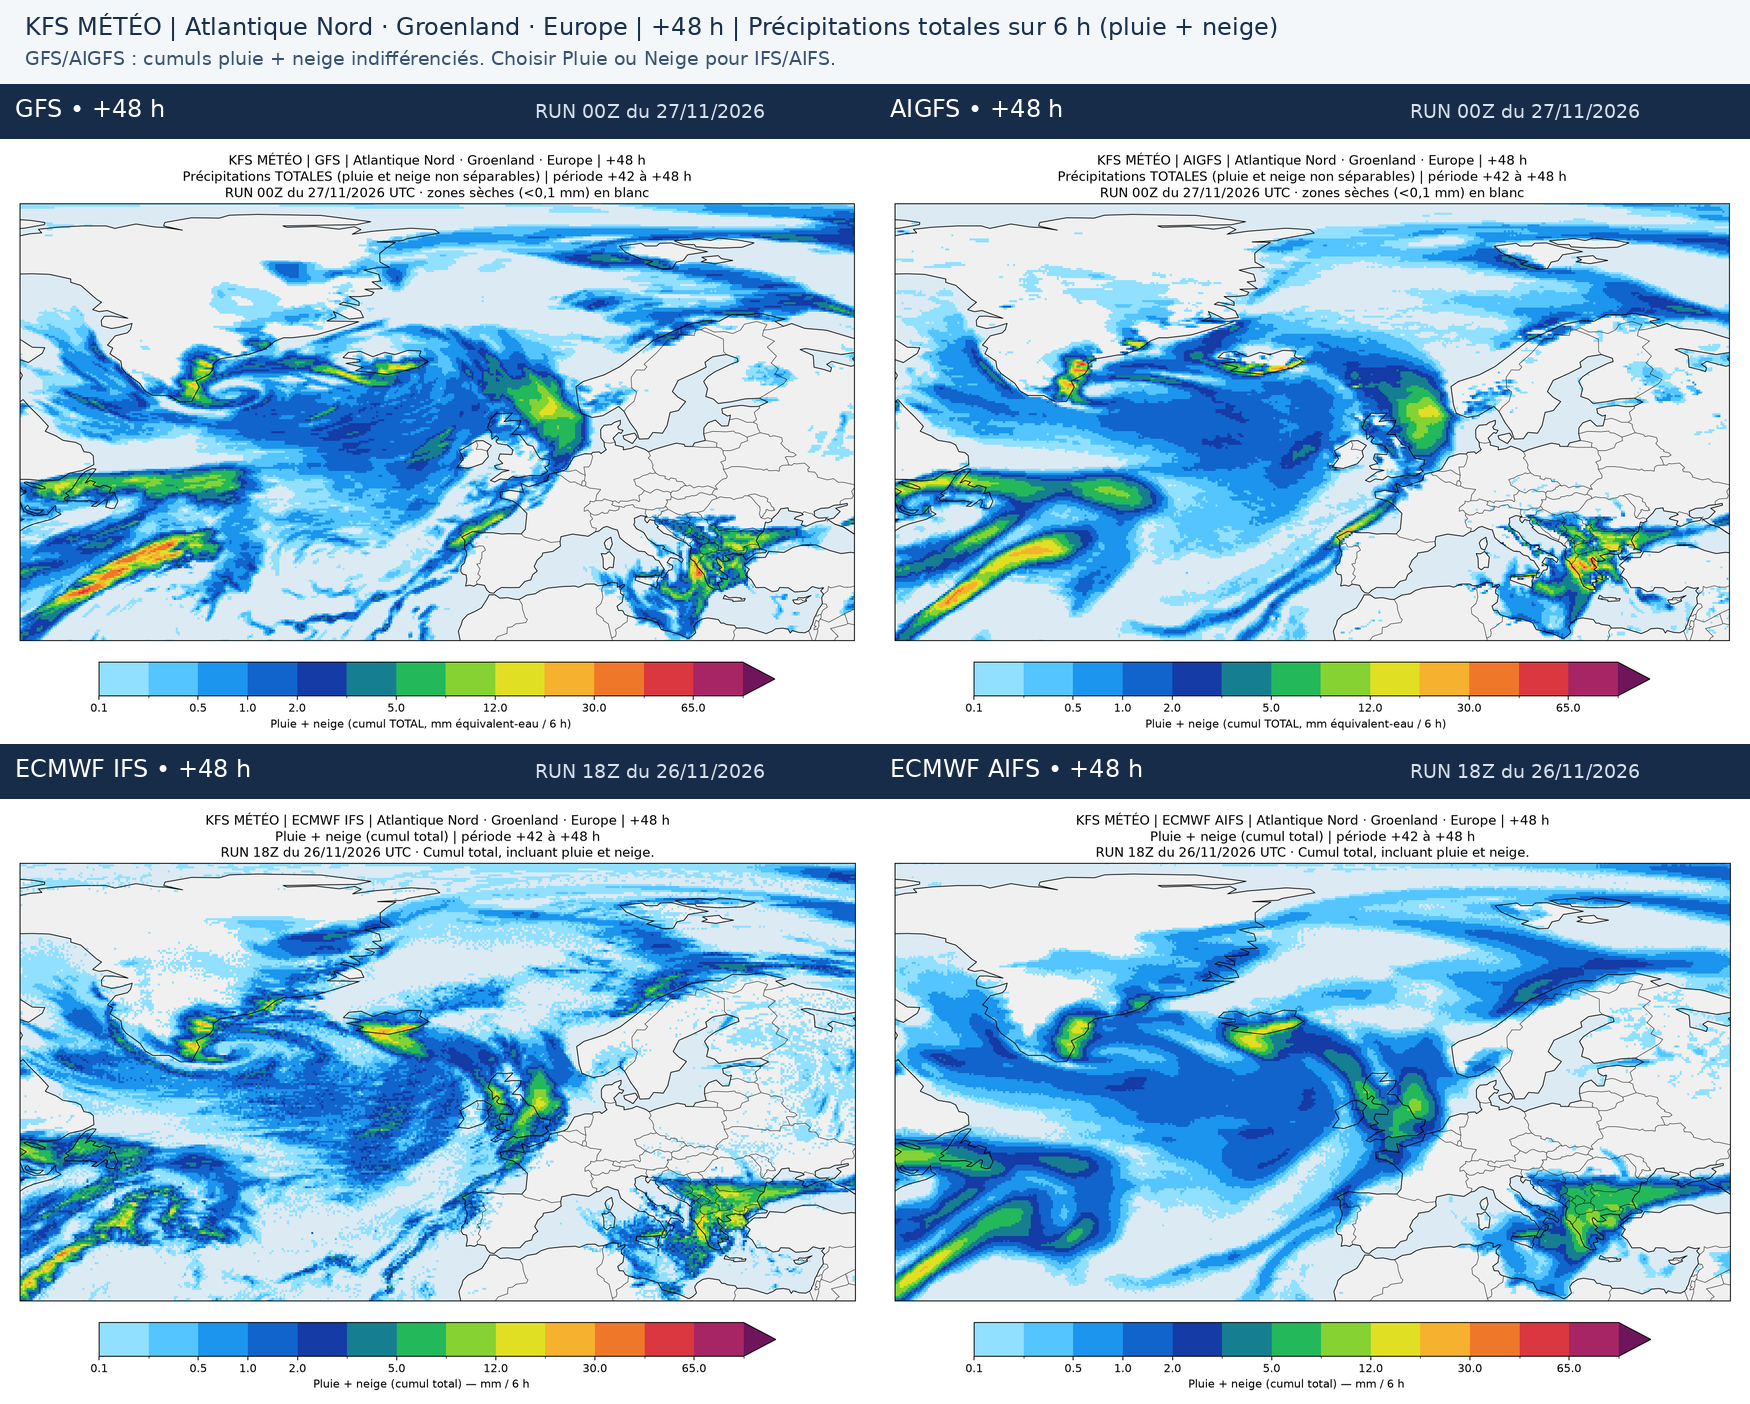 KFS MÉTÉO | Atlantique Nord · Groenland · Europe | +48 h | Précipitations totales sur 6 h (pluie + neige)
GFS/AIGFS : cumuls pluie + neige indifférenciés. Choisir Pluie ou Neige pour IFS/AIFS.
GFS • +48 h
RUN 00Z du 27/11/2026
AIGFS • +48 h
RUN 00Z du 27/11/2026
KFS MÉTÉO | GFS | Atlantique Nord · Groenland · Europe | +48 h
Précipitations TOTALES (pluie et neige non séparables) | période +42 à +48 h
RUN 00Z du 27/11/2026 UTC · zones sèches (<0,1 mm) en blanc
KFS MÉTÉO | AIGFS | Atlantique Nord · Groenland · Europe | +48 h
Précipitations TOTALES (pluie et neige non séparables) | période +42 à +48 h
RUN 00Z du 27/11/2026 UTC · zones sèches (<0,1 mm) en blanc
0.1 0.5 1.0 2.0 5.0 12.0 30.0 65.0
Pluie + neige (cumul TOTAL, mm équivalent-eau / 6 h)
0.1 0.5 1.0 2.0 5.0 12.0 30.0 65.0
Pluie + neige (cumul TOTAL, mm équivalent-eau / 6 h)
ECMWF IFS • +48 h
RUN 18Z du 26/11/2026
ECMWF AIFS • +48 h
RUN 18Z du 26/11/2026
KFS MÉTÉO | ECMWF IFS | Atlantique Nord · Groenland · Europe | +48 h
Pluie + neige (cumul total) | période +42 à +48 h
RUN 18Z du 26/11/2026 UTC · Cumul total, incluant pluie et neige.
KFS MÉTÉO | ECMWF AIFS | Atlantique Nord · Groenland · Europe | +48 h
Pluie + neige (cumul total) | période +42 à +48 h
RUN 18Z du 26/11/2026 UTC · Cumul total, incluant pluie et neige.
0.1 0.5 1.0 2.0 5.0 12.0 30.0 65.0
Pluie + neige (cumul total) — mm / 6 h
0.1 0.5 1.0 2.0 5.0 12.0 30.0 65.0
Pluie + neige (cumul total) — mm / 6 h